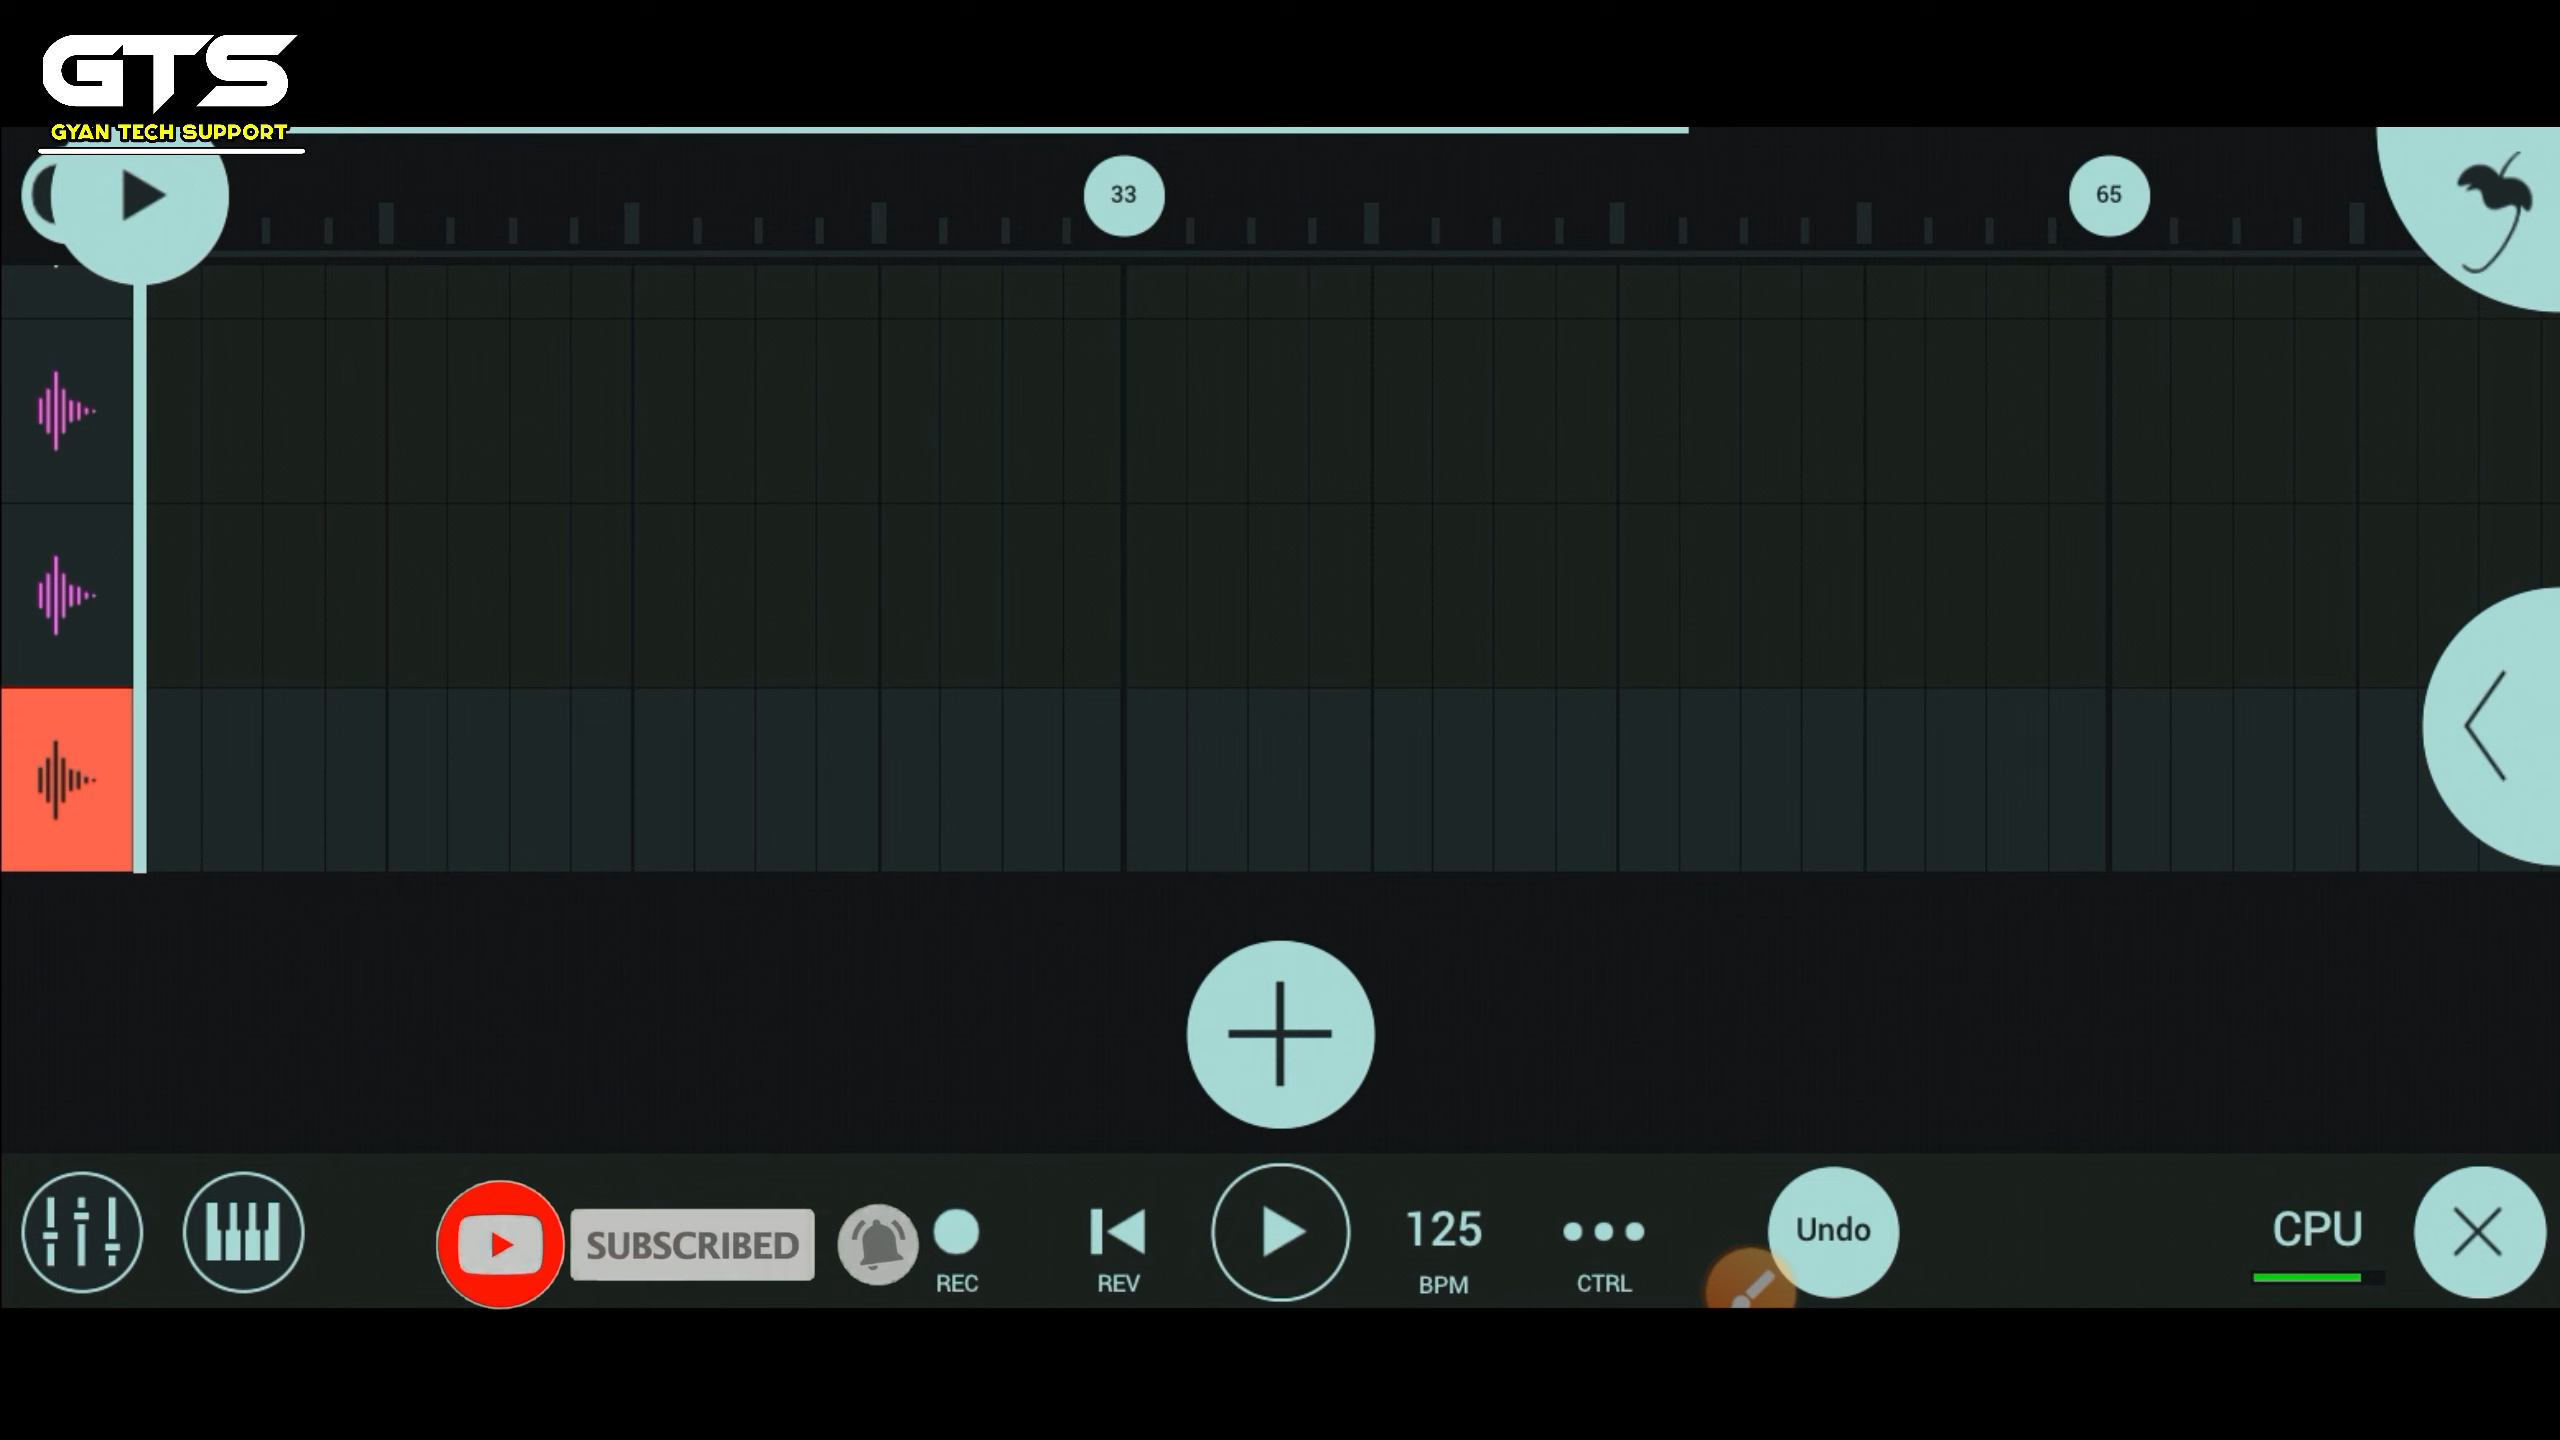 GTS
GYAN TECH SUPPORT
33
65
SUBSCRIBED
REC
REV
125
BPM
CTRL
Undo
CPU